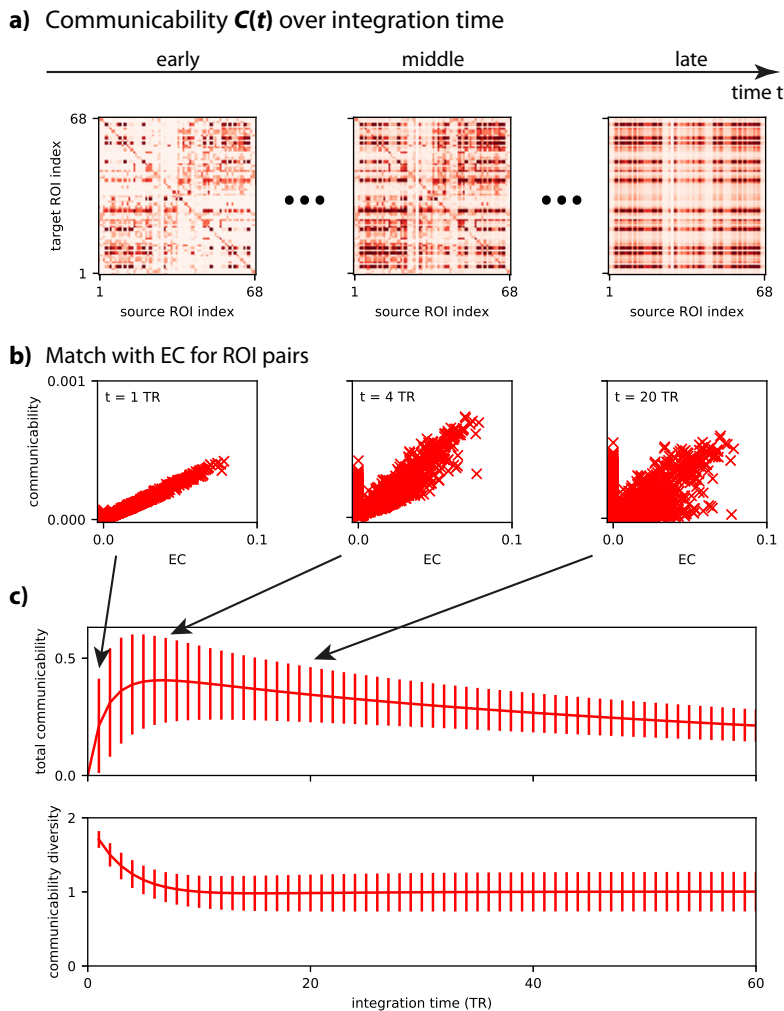 a) Communicability C(t) over integration time
early middle late
time t
68
target ROI index
1
1 68 1 68 1 68
source ROI index source ROI index source ROI index
b) Match with EC for ROI pairs
0.001
t = 1 TR t = 4 TR t = 20 TR
communicability
0.000
0.0 0.1 0.0 0.1 0.0 0.1
EC EC EC
c)
0.5
total communicability
0.0
0 20 40 60
2
communicability diversity
1
0
0 20 40 60
integration time (TR)